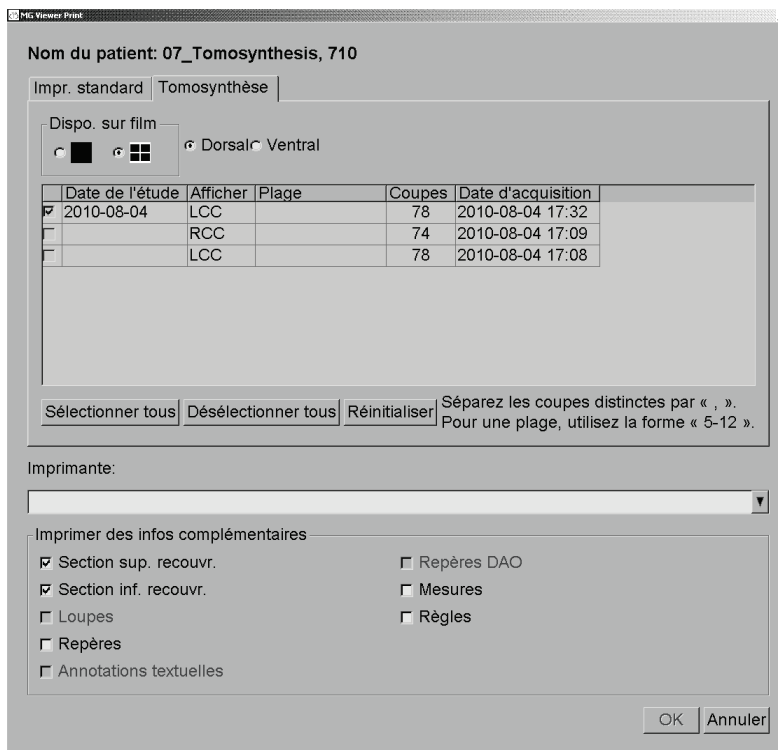 MG Viewer Print
Nom du patient: 07_Tomosynthesis, 710
Impr. standard Tomosynthèse
Dispo. sur film
Dorsal Ventral
Date de l'étude Afficher Plage Coupes Date d'acquisition
2010-08-04 LCC 78 2010-08-04 17:32
RCC 74 2010-08-04 17:09
LCC 78 2010-08-04 17:08
Sélectionner tous Désélectionner tous Réinitialiser Séparez les coupes distinctes par « , ».
Pour une plage, utilisez la forme « 5-12 ».
Imprimante:
Imprimer des infos complémentaires
Section sup. recouvr. Repères DAO
Section inf. recouvr. Mesures
Loupes Règles
Repères
Annotations textuelles
OK Annuler